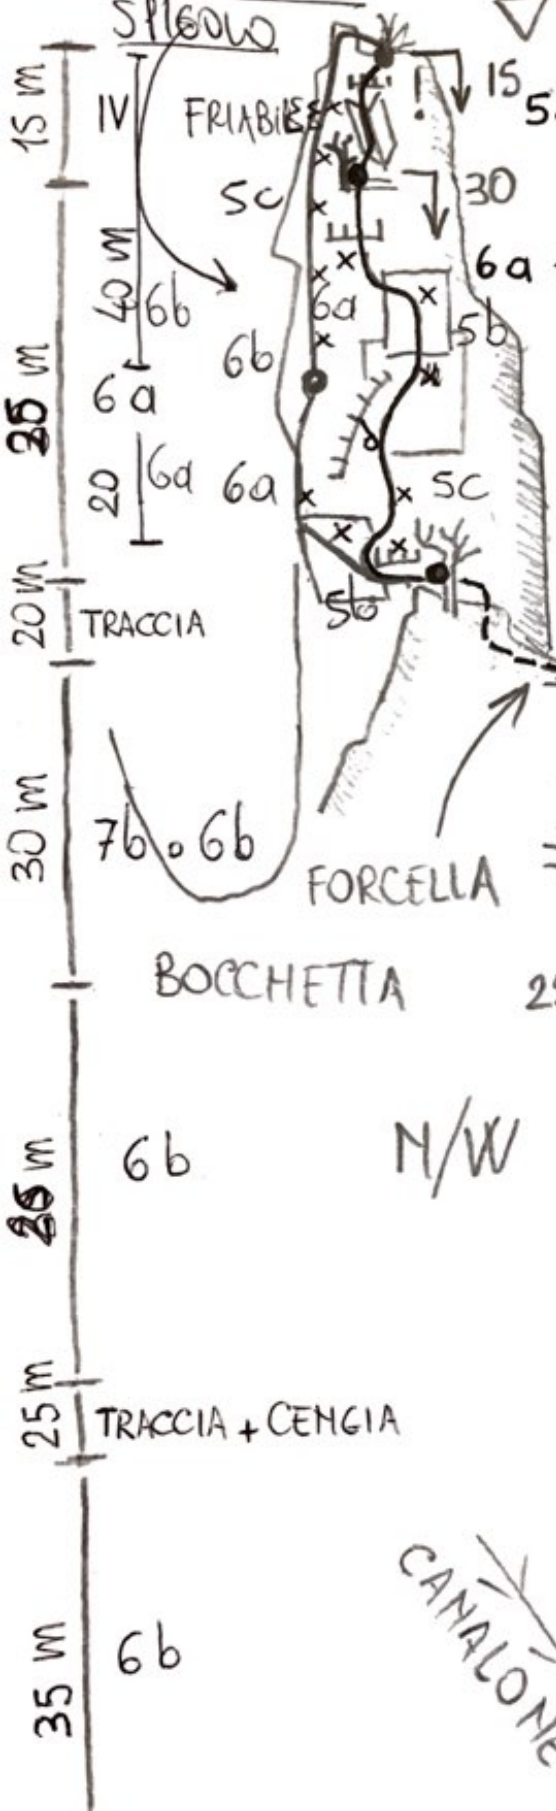 SPIGOLO
15 m
IV
FRIABILE
15
5c
30
40 m
6b
6a
6a
5b
25 m
6b
6a
20
6a
6a
5c
20 m
TRACCIA
5b
30 m
7b . 6b
FORCELLA
BOCCHETTA
N/W
6b
25 m
TRACCIA + CENGIA
CANALONE
35 m
6b